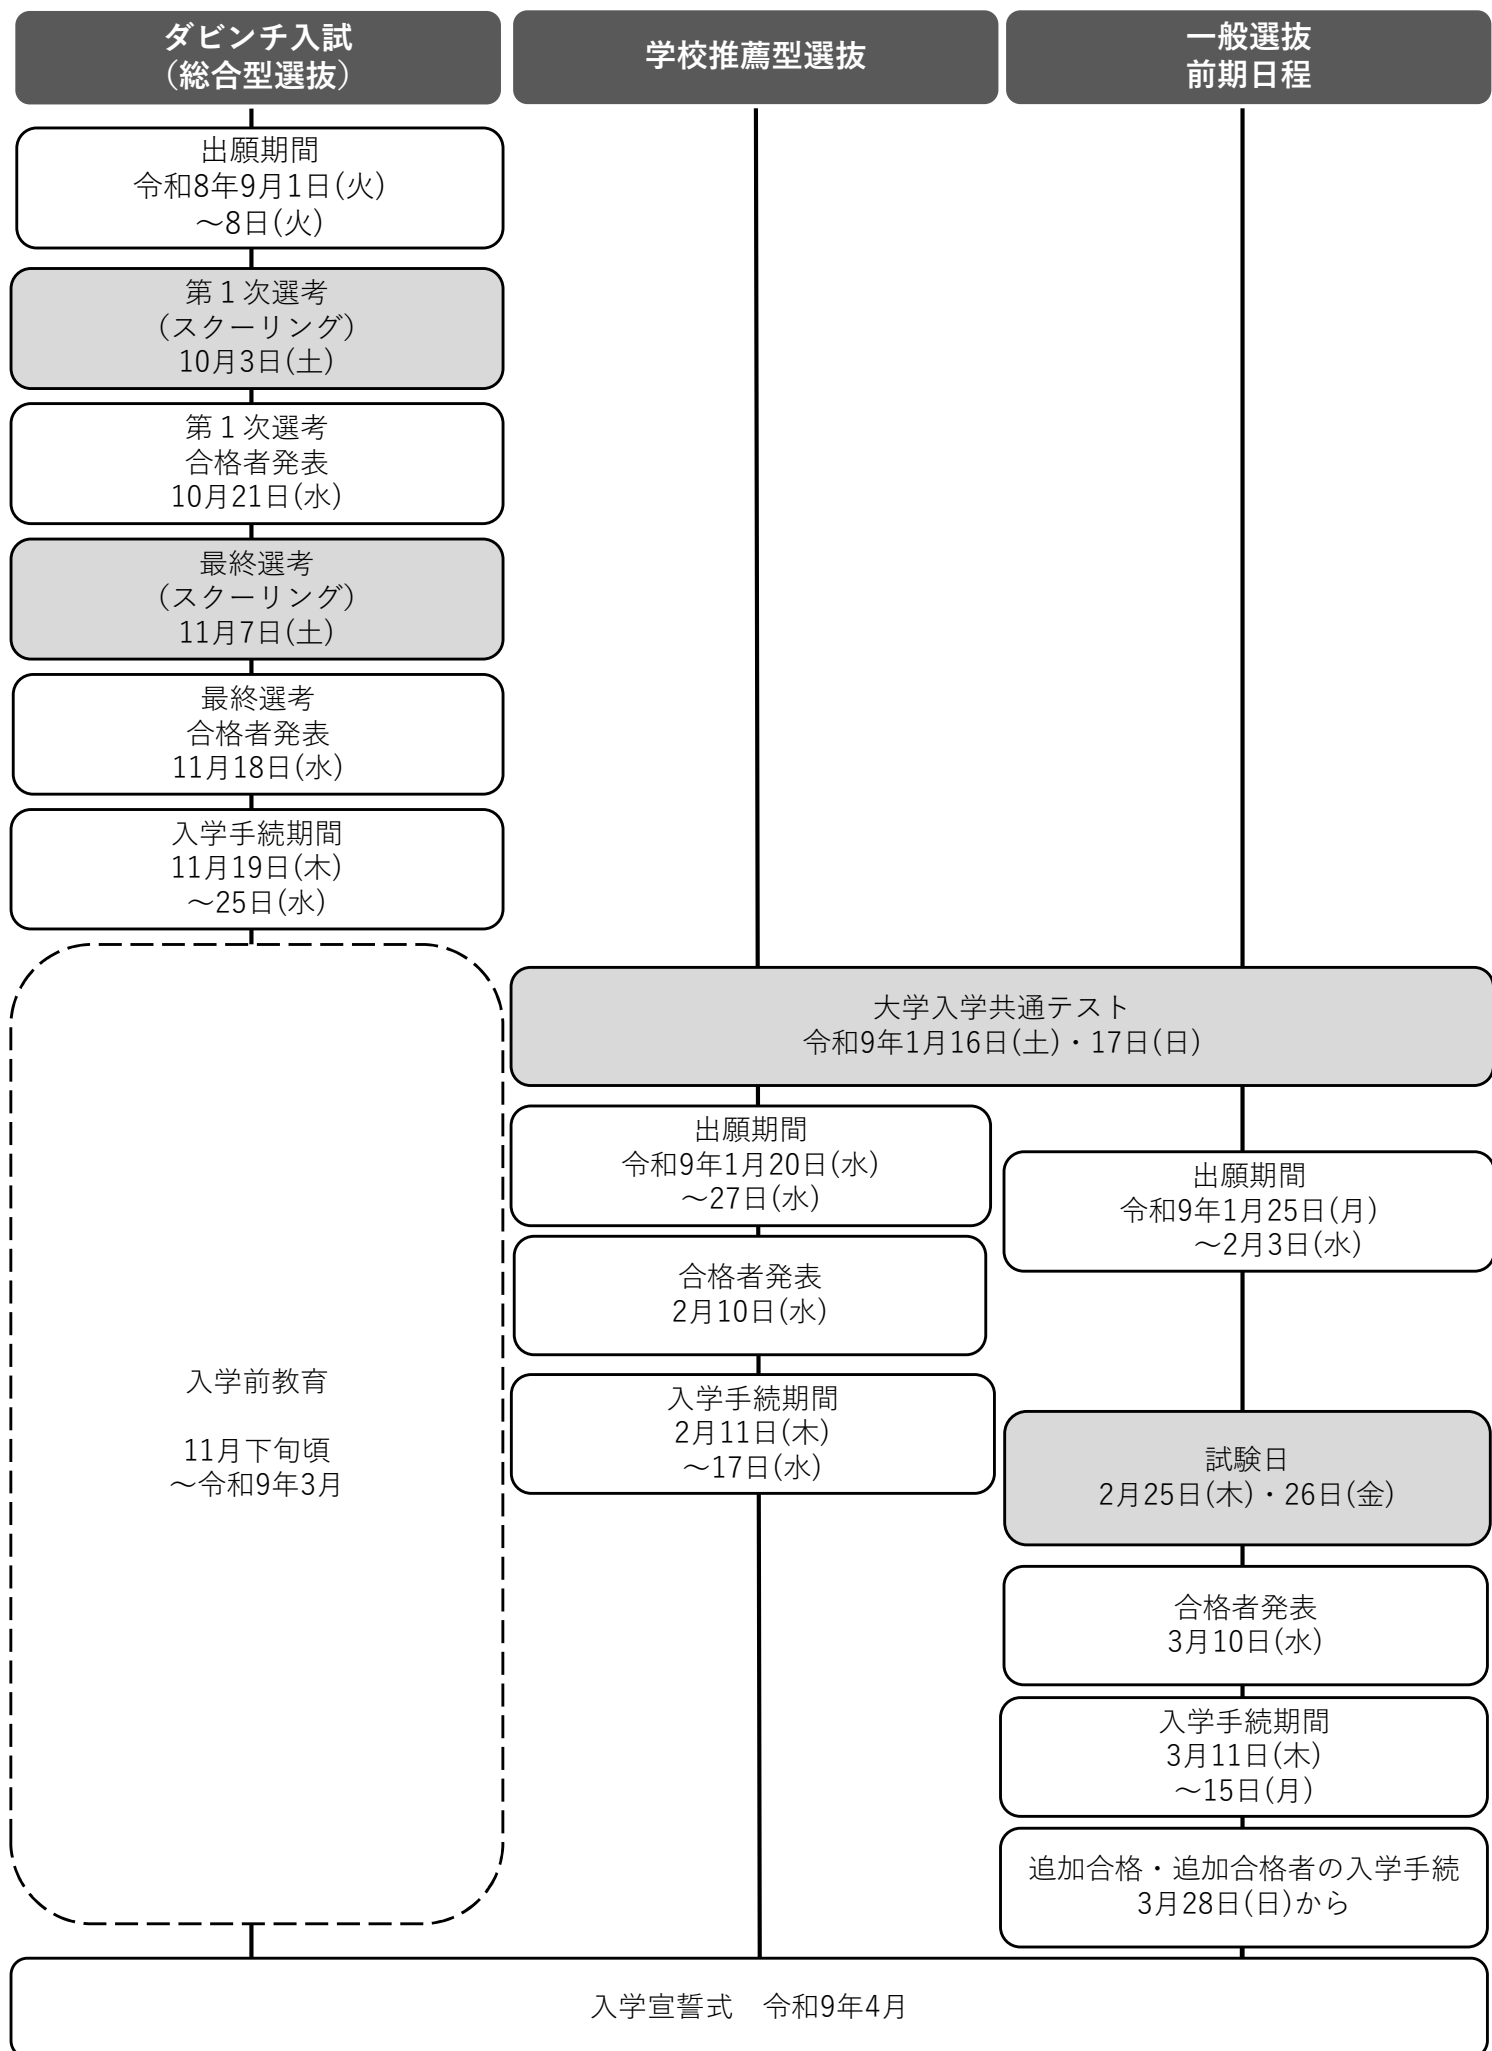 ダビンチ入試
(総合型選抜)
学校推薦型選抜
一般選抜
前期日程
出願期間
令和8年9月1日(火)
～8日(火)
第１次選考
(スクーリング)
10月3日(土)
第１次選考
合格者発表
10月21日(水)
最終選考
(スクーリング)
11月7日(土)
最終選考
合格者発表
11月18日(水)
入学手続期間
11月19日(木)
～25日(水)
入学前教育
11月下旬頃
～令和9年3月
大学入学共通テスト
令和9年1月16日(土)・17日(日)
出願期間
令和9年1月20日(水)
～27日(水)
合格者発表
2月10日(水)
入学手続期間
2月11日(木)
～17日(水)
出願期間
令和9年1月25日(月)
～2月3日(水)
試験日
2月25日(木)・26日(金)
合格者発表
3月10日(水)
入学手続期間
3月11日(木)
～15日(月)
追加合格・追加合格者の入学手続
3月28日(日)から
入学宣誓式　令和9年4月